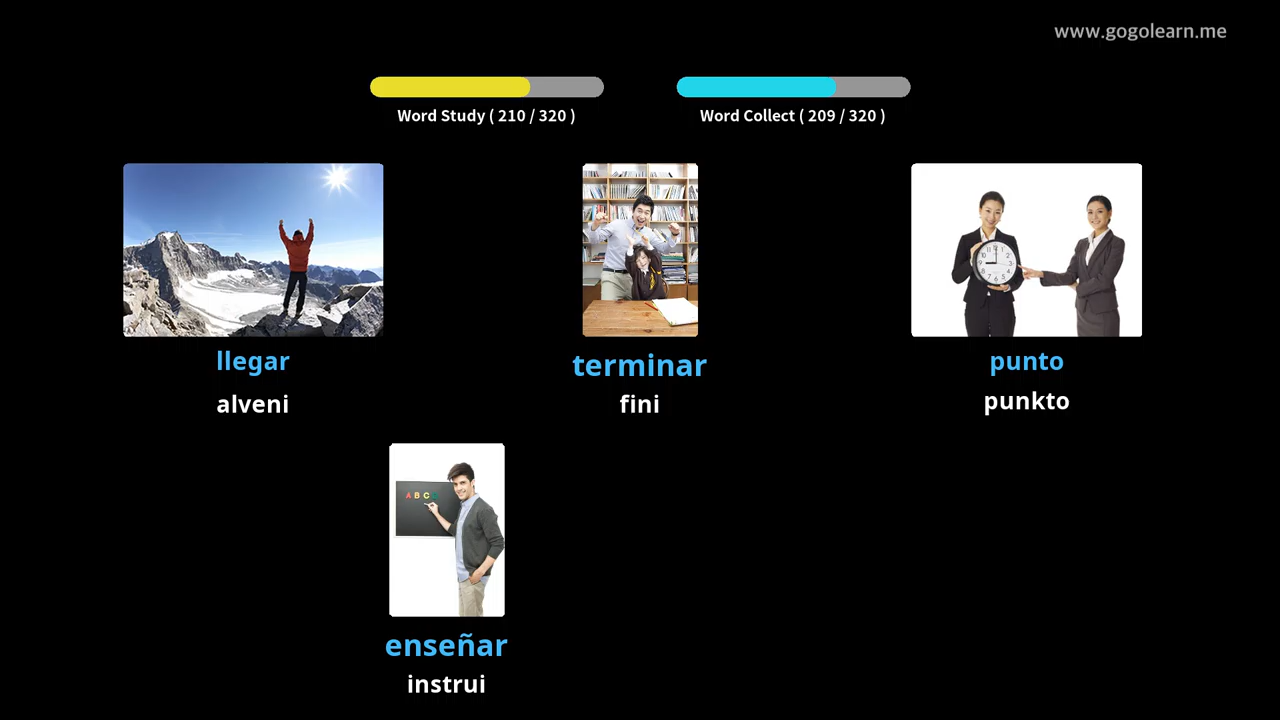 www.gogolearn.me
Word Study ( 210 / 320 )
Word Collect ( 209 / 320 )
llegar
alveni
terminar
fini
punto
punkto
A B C
enseñar
instrui